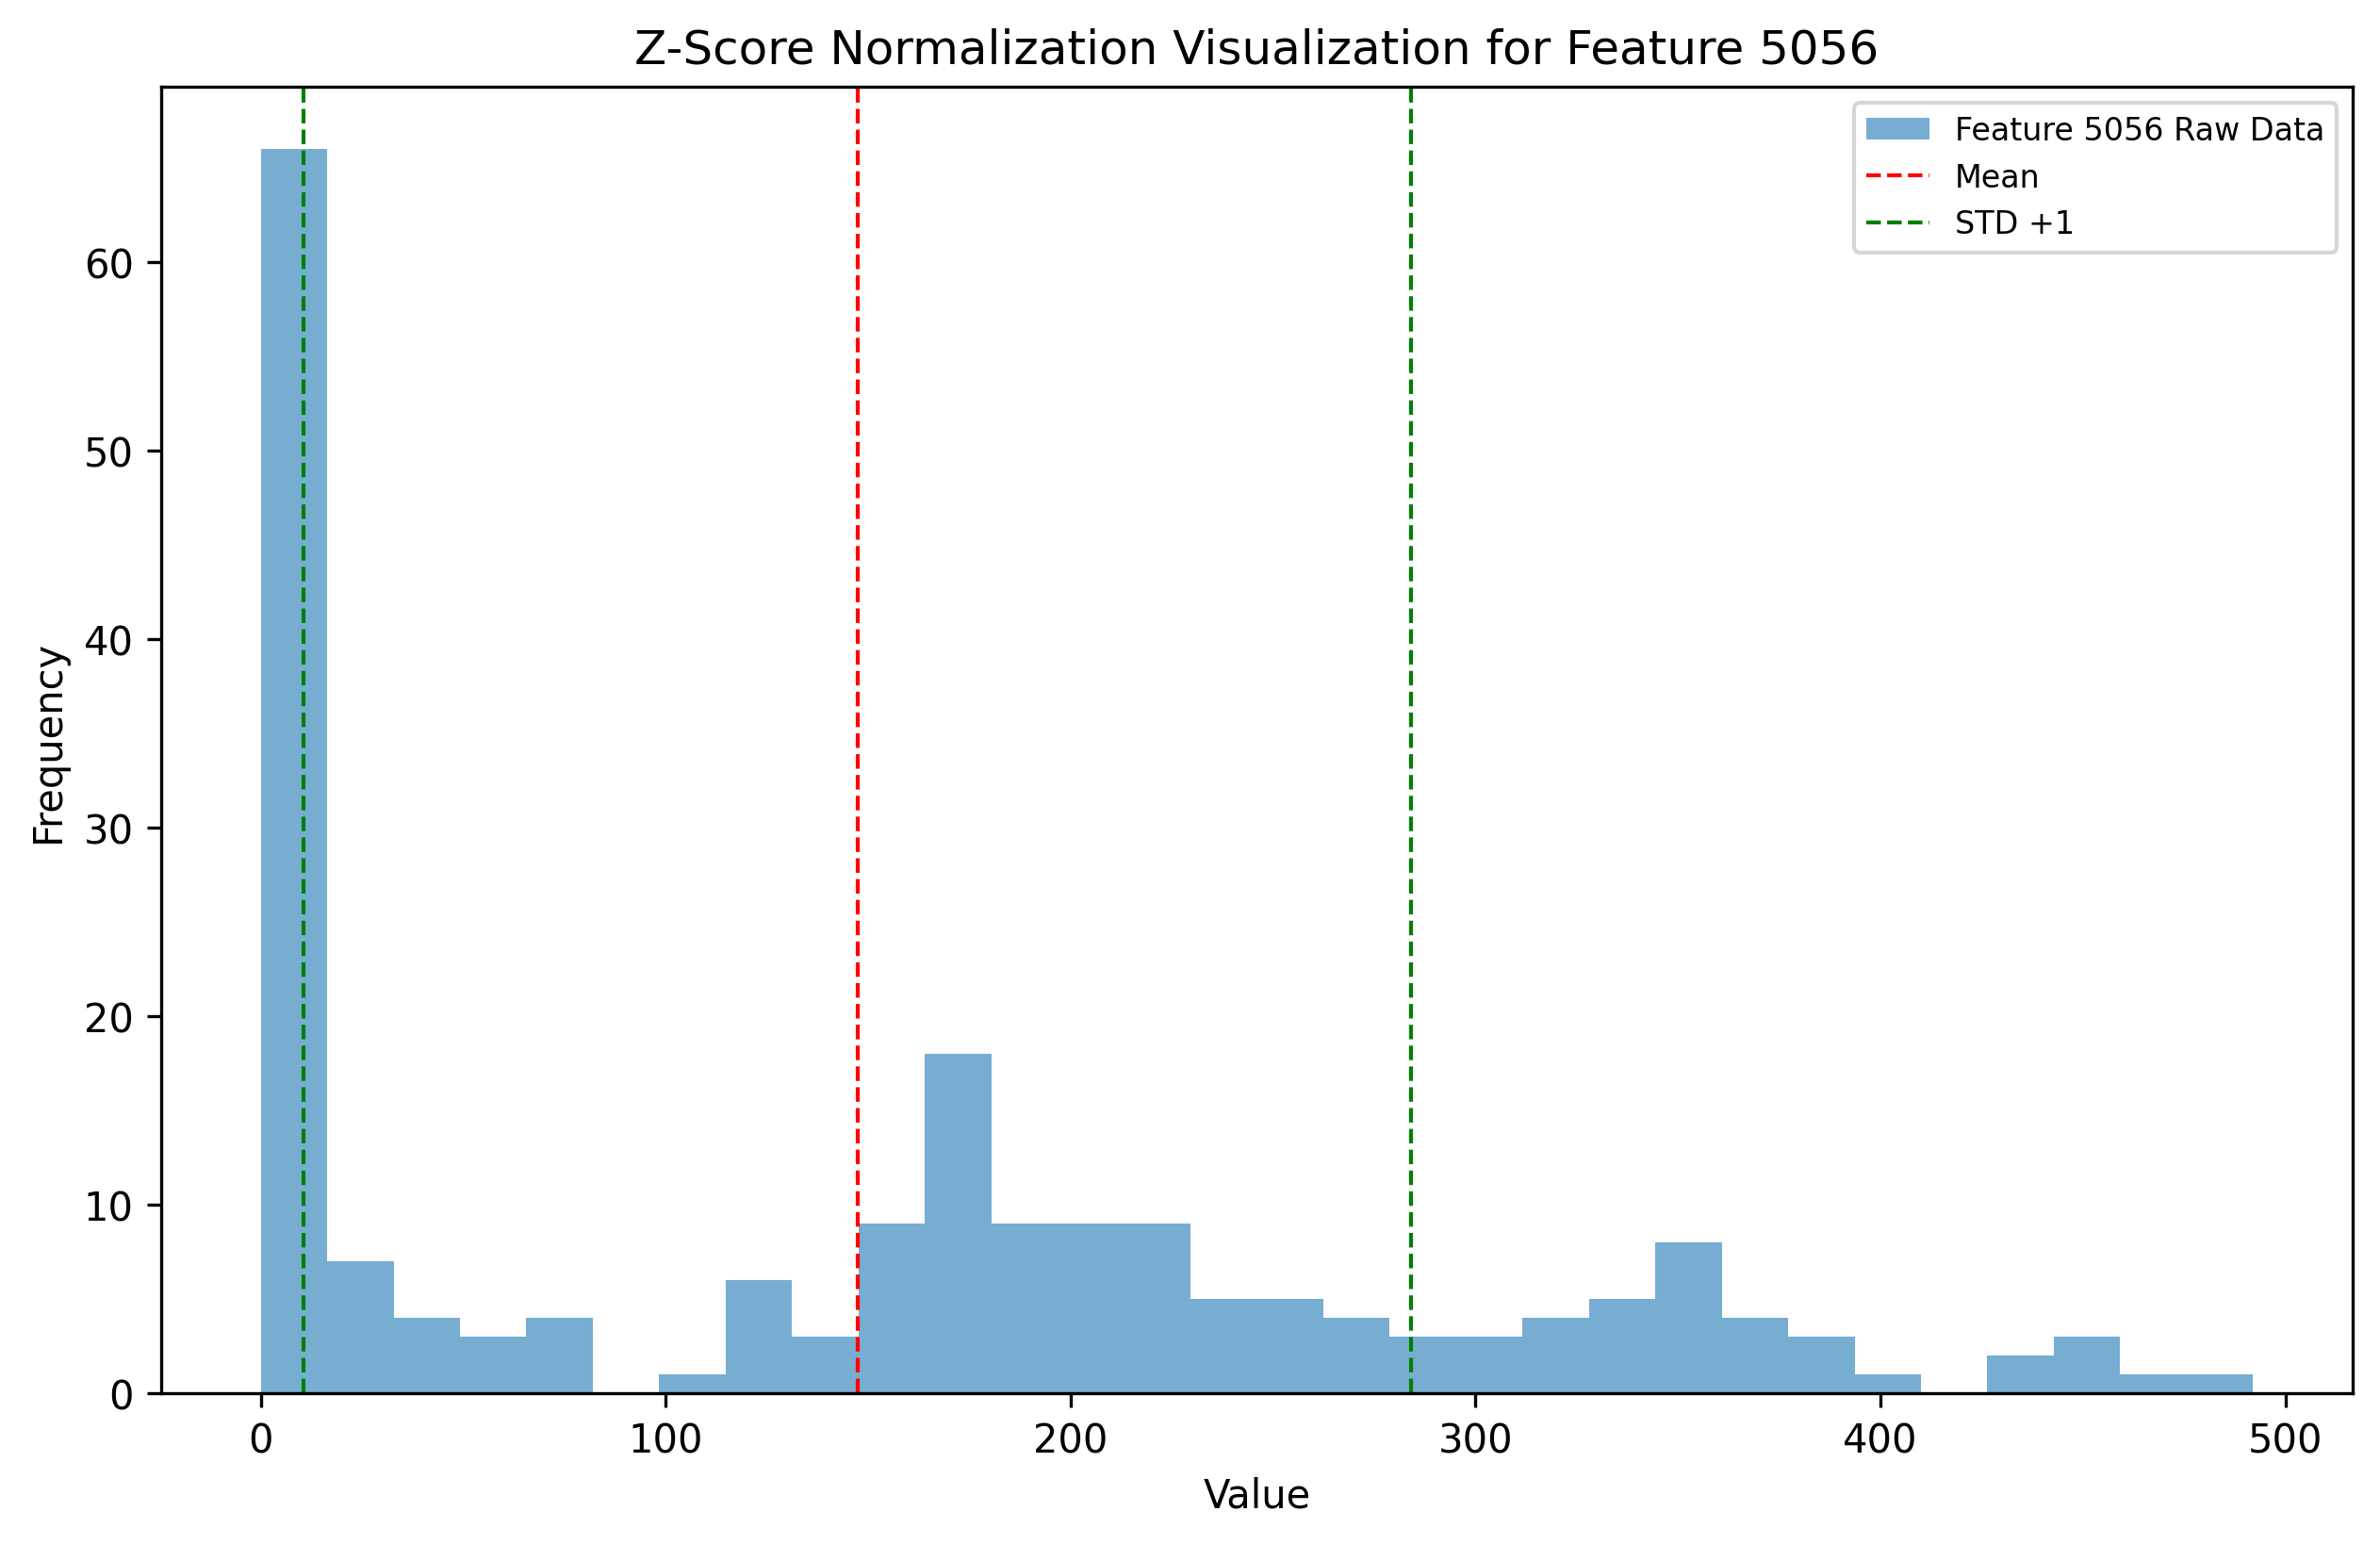 Z-Score Normalization Visualization for Feature 5056
Feature 5056 Raw Data
Mean
STD +1
60
50
40
30
20
10
0
Frequency
0 100 200 300 400 500
Value